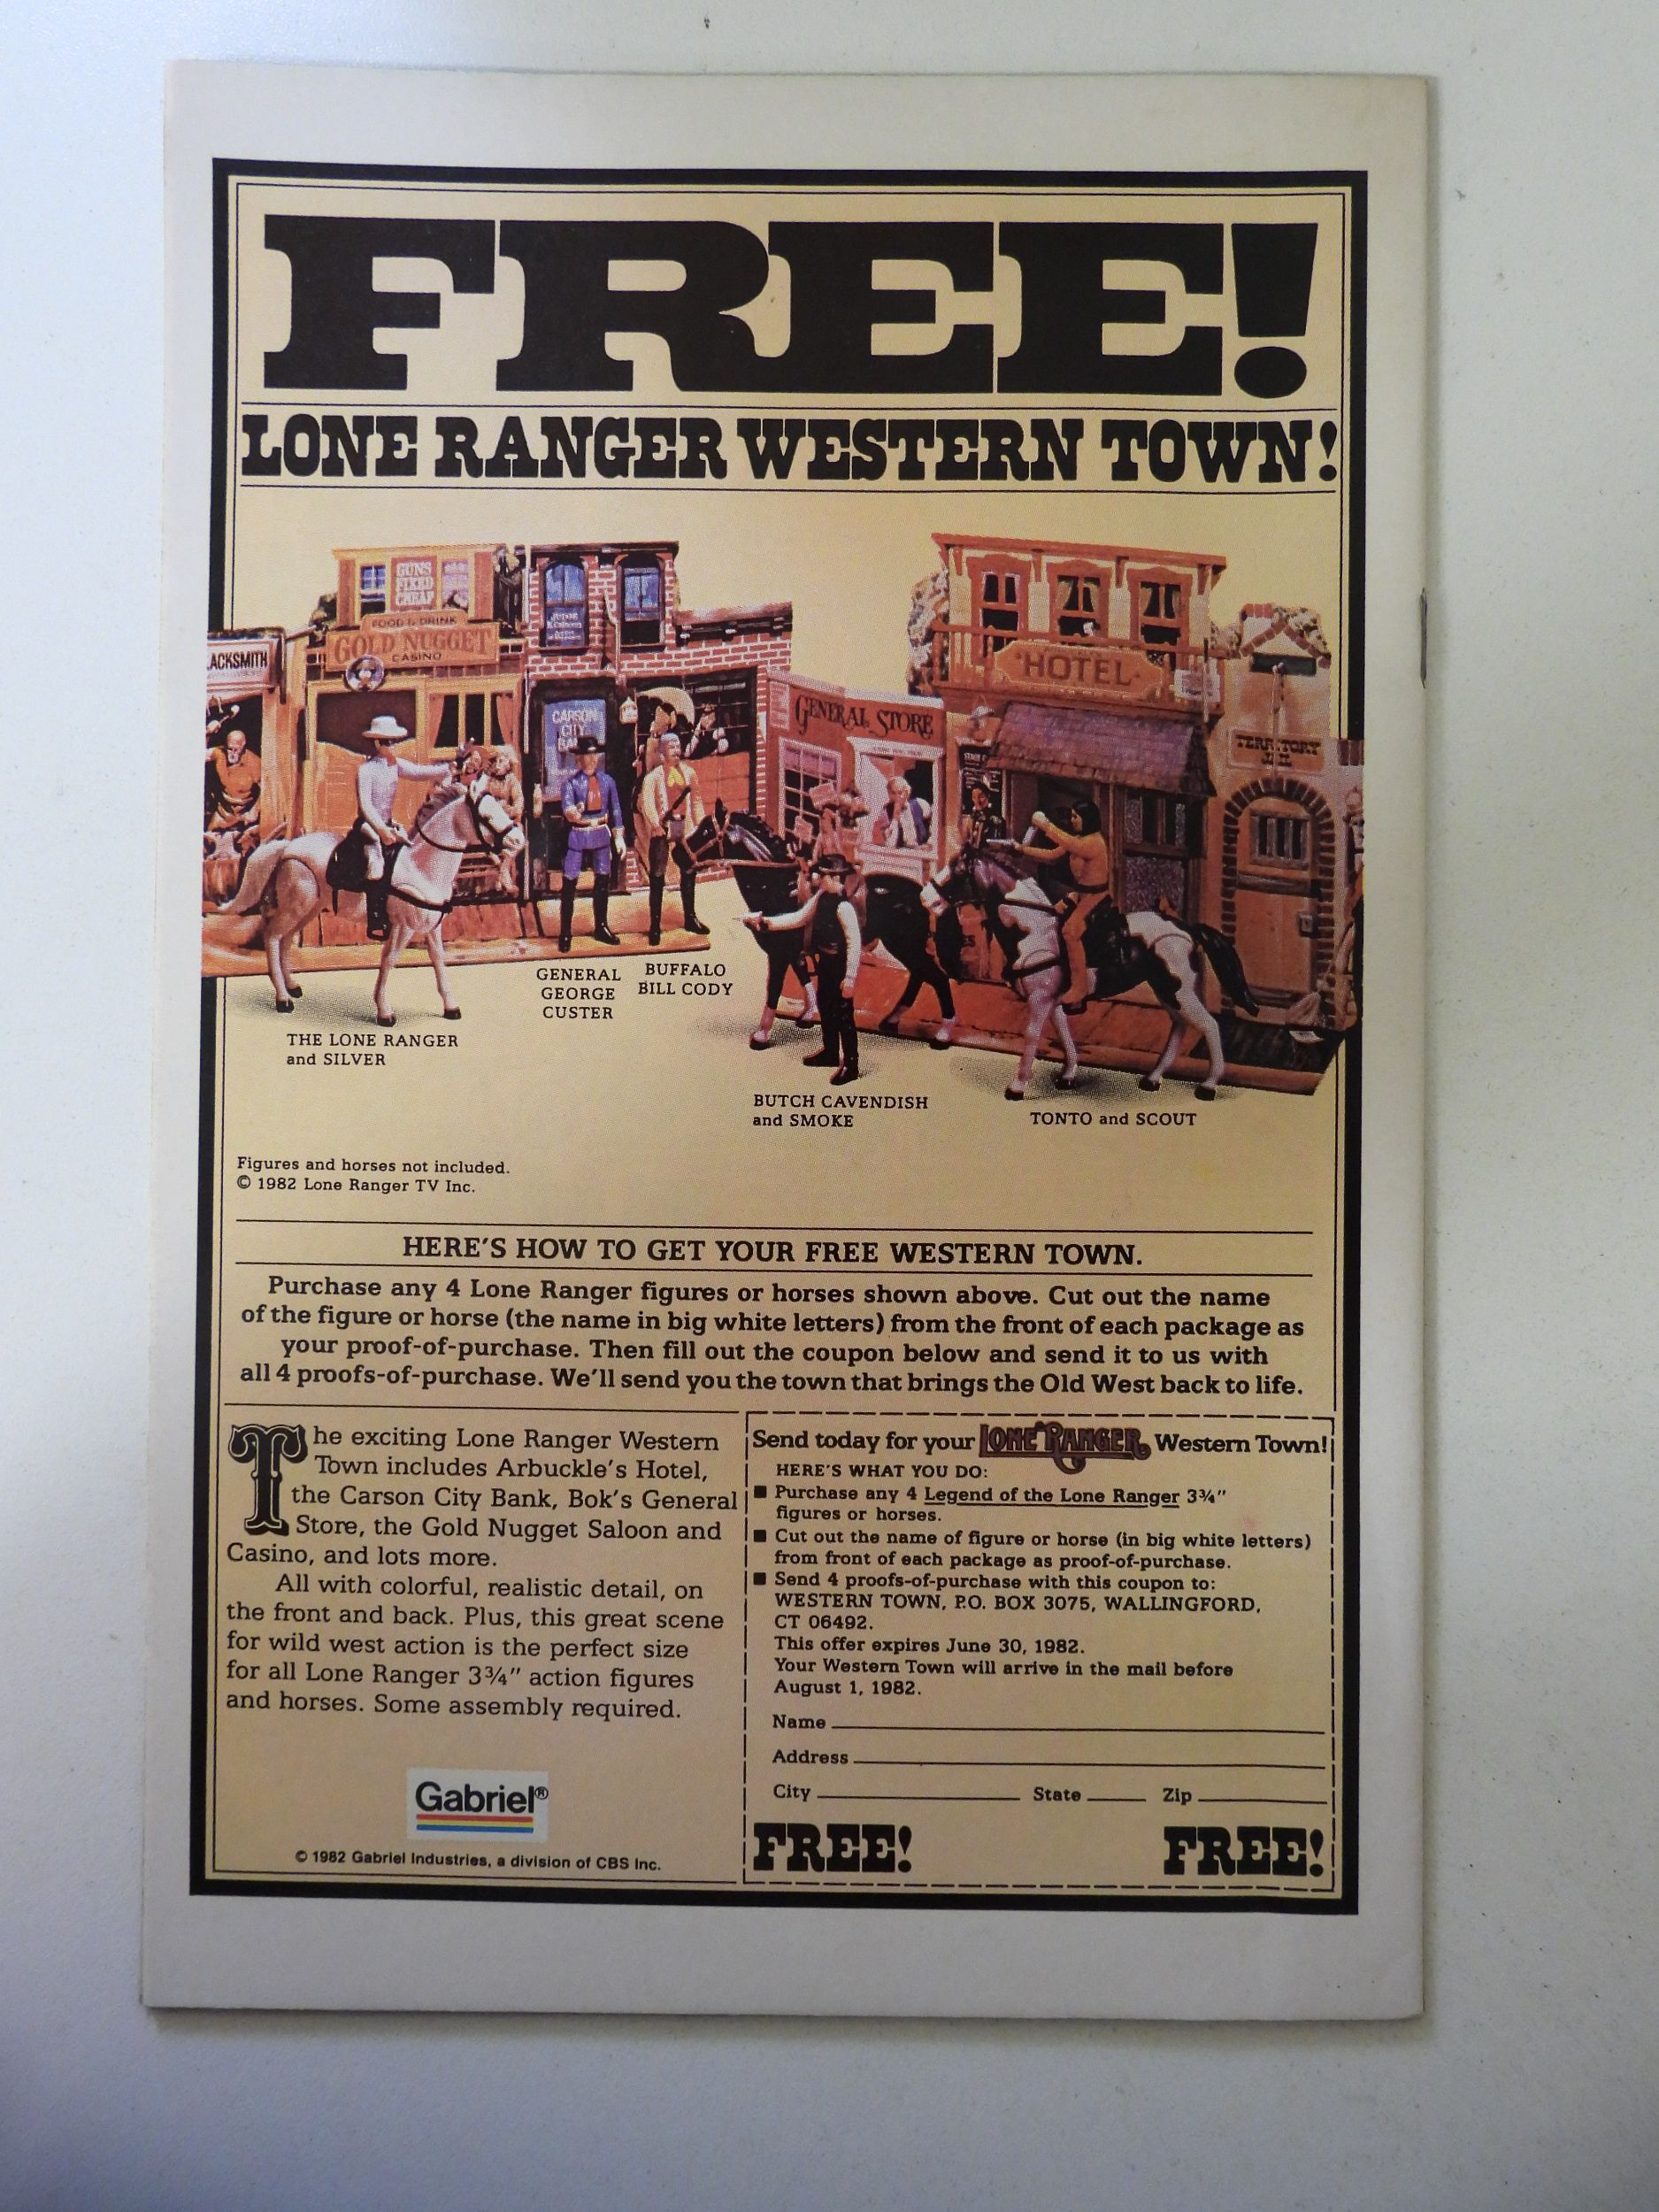 FREE!
LONE RANGER WESTERN TOWN!
GUNS
FIXED
CHEAP
FOOD & DRINK
GOLD NUGGET
CASINO
ACKSMITH
CARSON
CITY
HOTEL
GENERAL STORE
GENERAL
GEORGE
CUSTER
BUFFALO
BILL CODY
THE LONE RANGER
and SILVER
BUTCH CAVENDISH
and SMOKE
TONTO and SCOUT
Figures and horses not included.
© 1982 Lone Ranger TV Inc.
HERE'S HOW TO GET YOUR FREE WESTERN TOWN.
Purchase any 4 Lone Ranger figures or horses shown above. Cut out the name
of the figure or horse (the name in big white letters) from the front of each package as
your proof-of-purchase. Then fill out the coupon below and send it to us with
all 4 proofs-of-purchase. We'll send you the town that brings the Old West back to life.
The exciting Lone Ranger Western
Town includes Arbuckle's Hotel,
the Carson City Bank, Bok's General
Store, the Gold Nugget Saloon and
Casino, and lots more.
All with colorful, realistic detail, on
the front and back. Plus, this great scene
for wild west action is the perfect size
for all Lone Ranger 3¾" action figures
and horses. Some assembly required.
Gabriel®
© 1982 Gabriel Industries, a division of CBS Inc.
Send today for your LONE RANGER Western Town!
HERE'S WHAT YOU DO:
■ Purchase any 4 Legend of the Lone Ranger 3¾"
figures or horses.
■ Cut out the name of figure or horse (in big white letters)
from front of each package as proof-of-purchase.
■ Send 4 proofs-of-purchase with this coupon to:
WESTERN TOWN, P.O. BOX 3075, WALLINGFORD,
CT 06492.
This offer expires June 30, 1982.
Your Western Town will arrive in the mail before
August 1, 1982.
Name
Address
City State Zip
FREE! FREE!